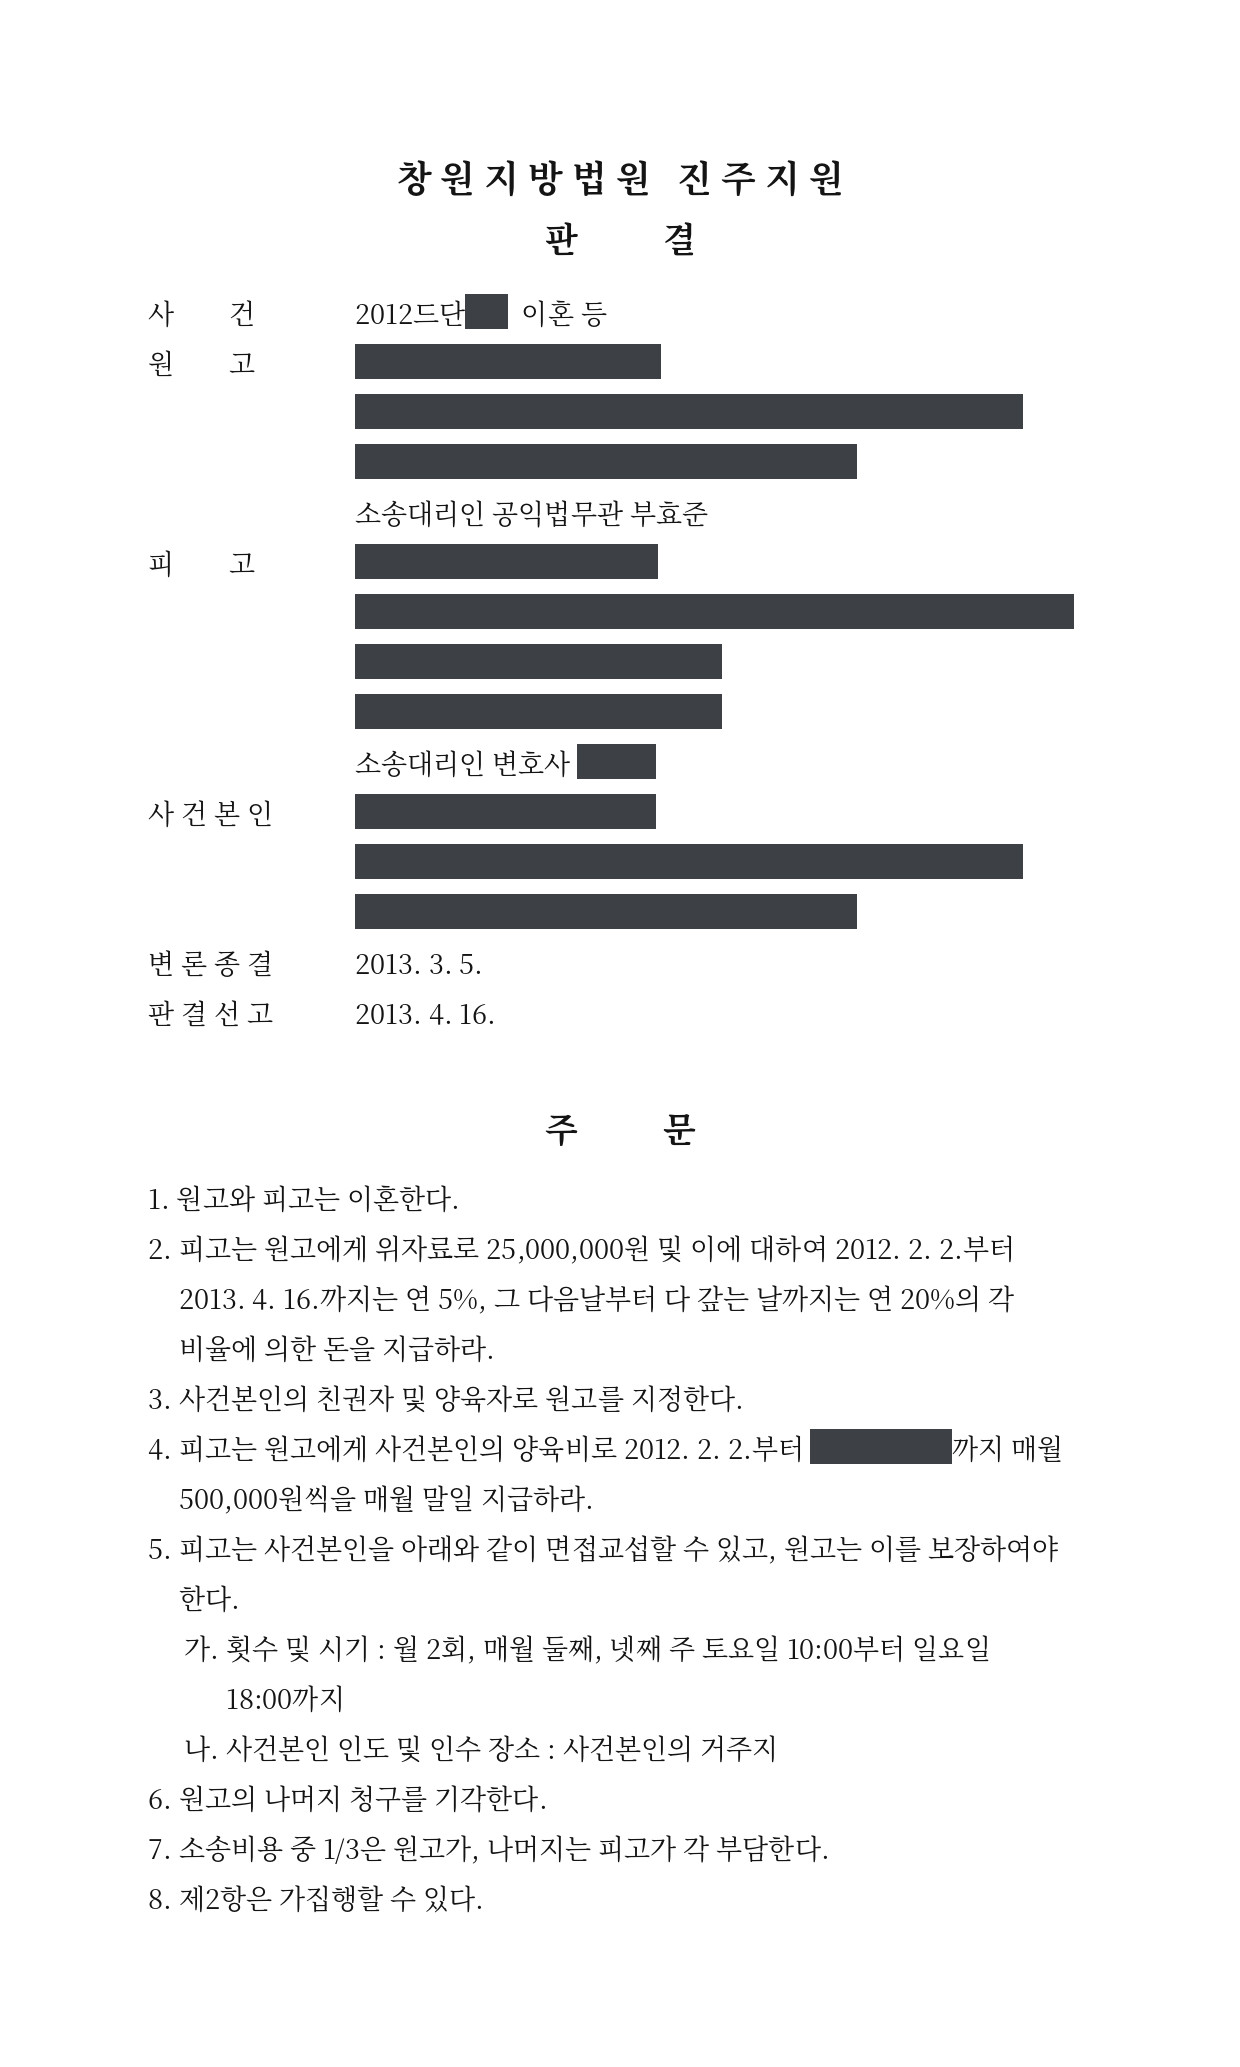 창원지방법원 진주지원
판 결
사 건 2012드단 이혼 등
원 고
소송대리인 공익법무관 부효준
피 고
소송대리인 변호사
사 건 본 인
변 론 종 결 2013. 3. 5.
판 결 선 고 2013. 4. 16.
주 문
1. 원고와 피고는 이혼한다.
2. 피고는 원고에게 위자료로 25,000,000원 및 이에 대하여 2012. 2. 2.부터
2013. 4. 16.까지는 연 5%, 그 다음날부터 다 갚는 날까지는 연 20%의 각
비율에 의한 돈을 지급하라.
3. 사건본인의 친권자 및 양육자로 원고를 지정한다.
4. 피고는 원고에게 사건본인의 양육비로 2012. 2. 2.부터 까지 매월
500,000원씩을 매월 말일 지급하라.
5. 피고는 사건본인을 아래와 같이 면접교섭할 수 있고, 원고는 이를 보장하여야
한다.
가. 횟수 및 시기 : 월 2회, 매월 둘째, 넷째 주 토요일 10:00부터 일요일
18:00까지
나. 사건본인 인도 및 인수 장소 : 사건본인의 거주지
6. 원고의 나머지 청구를 기각한다.
7. 소송비용 중 1/3은 원고가, 나머지는 피고가 각 부담한다.
8. 제2항은 가집행할 수 있다.